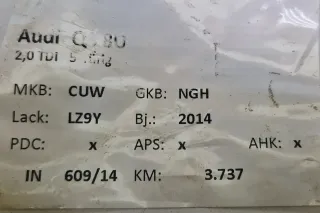 Audi Q 8U
2,0 TDI
MKB: CUW GKB: NGH
Lack: LZ9Y Bj.: 2014
PDC: x APS: x AHK: x
IN 609/14 KM: 3.737